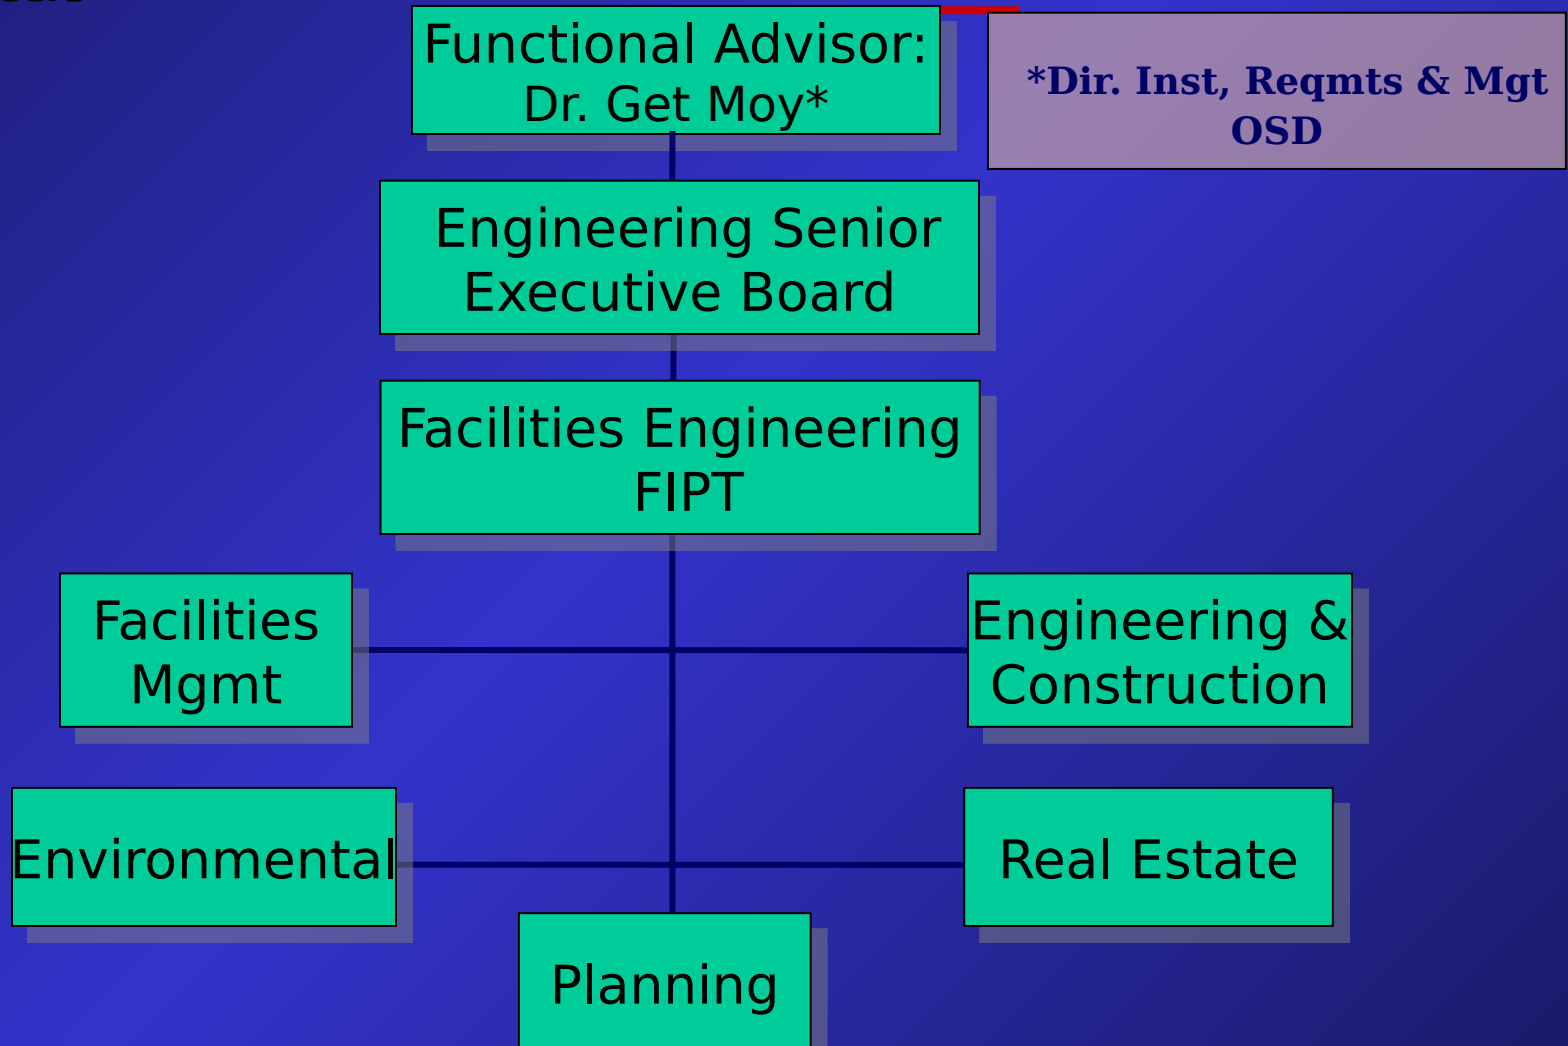 Functional Advisor:
Dr. Get Moy*
*Dir. Inst, Reqmts & Mgt
OSD
Engineering Senior
Executive Board
Facilities Engineering
FIPT
Facilities
Mgmt
Engineering &
Construction
Environmental
Real Estate
Planning